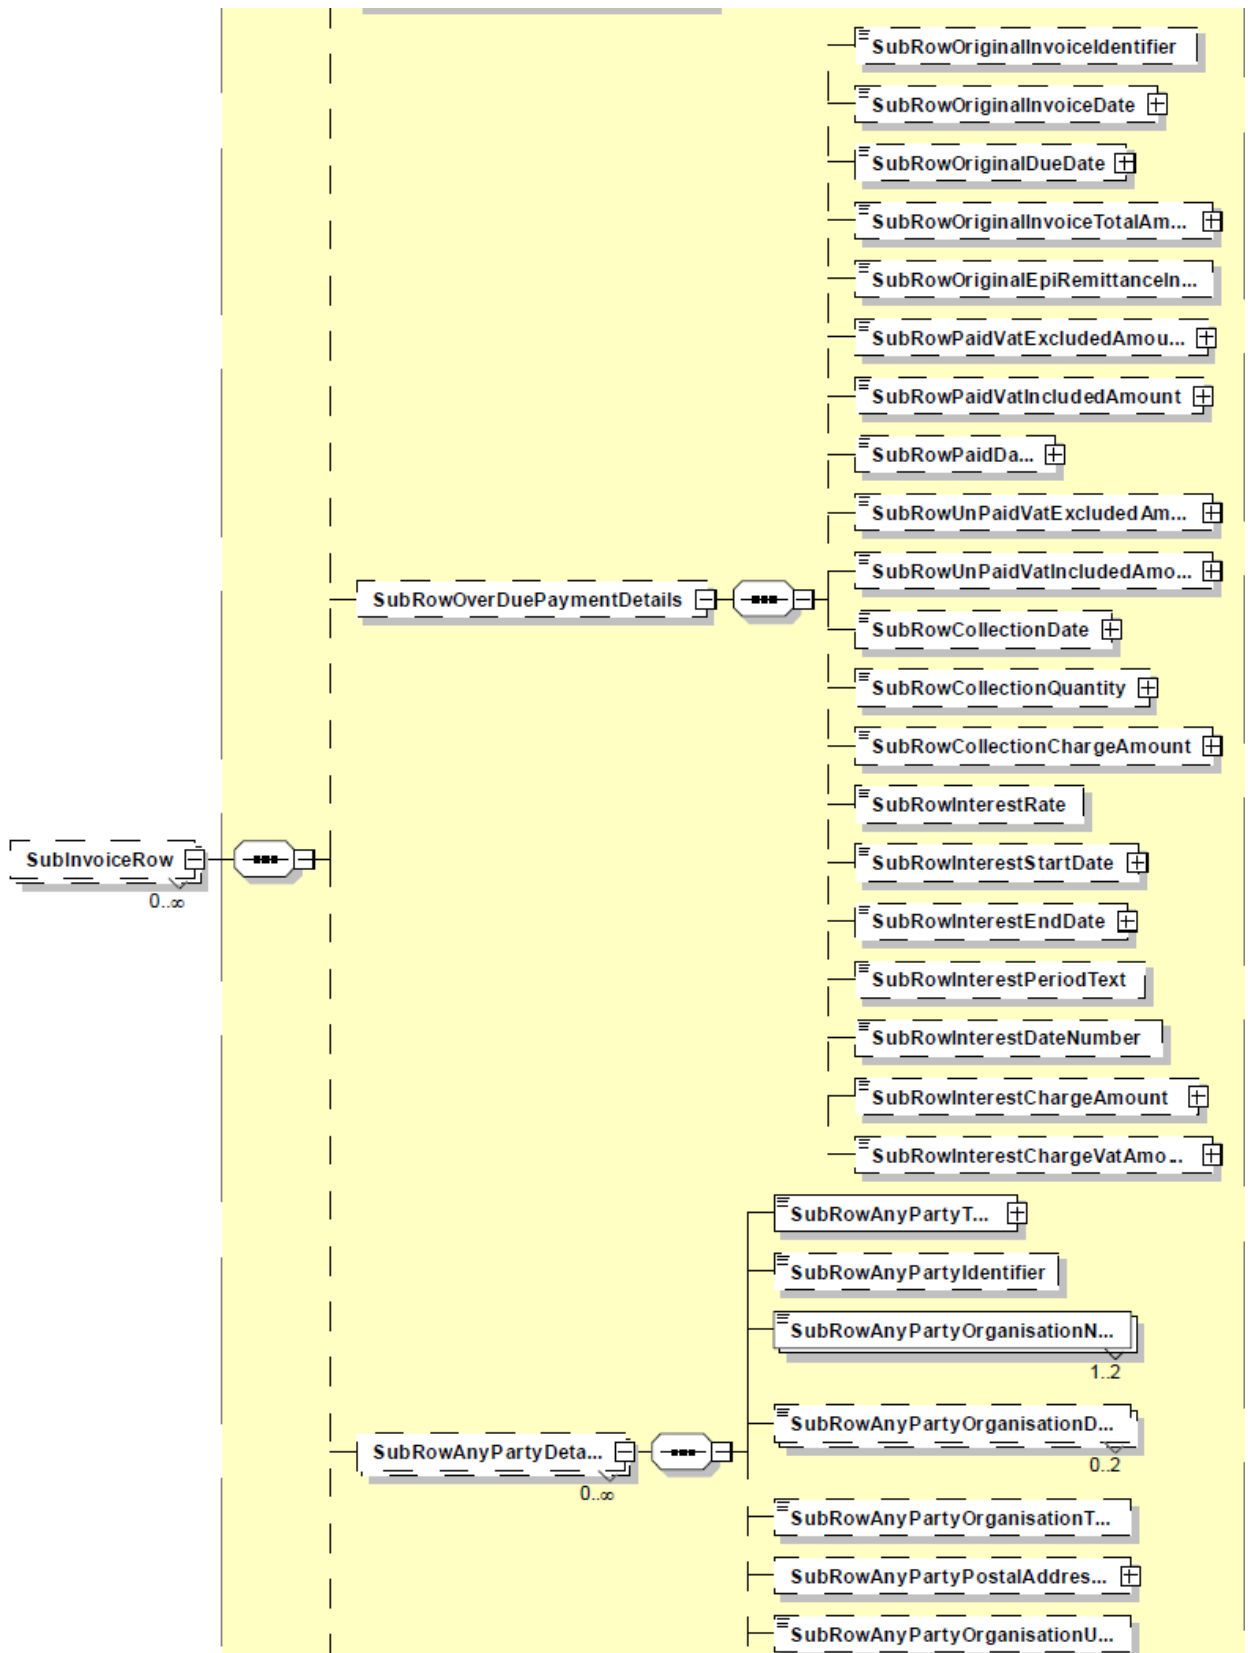 SubRowOriginalInvoiceIdentifier
SubRowOriginalInvoiceDate
SubRowOriginalDueDate
SubRowOriginalInvoiceTotalAm...
SubRowOriginalEpiRemittanceIn...
SubRowPaidVatExcludedAmou...
SubRowPaidVatIncludedAmount
SubRowPaidDa...
SubRowUnPaidVatExcludedAm...
SubRowUnPaidVatIncludedAmo...
SubRowOverDuePaymentDetails
SubRowCollectionDate
SubRowCollectionQuantity
SubRowCollectionChargeAmount
SubRowInterestRate
SubInvoiceRow
0..∞
SubRowInterestStartDate
SubRowInterestEndDate
SubRowInterestPeriodText
SubRowInterestDateNumber
SubRowInterestChargeAmount
SubRowInterestChargeVatAmo...
SubRowAnyPartyT...
SubRowAnyPartyIdentifier
SubRowAnyPartyOrganisationN...
1..2
SubRowAnyPartyOrganisationD...
0..2
SubRowAnyPartyDeta...
0..∞
SubRowAnyPartyOrganisationT...
SubRowAnyPartyPostalAddres...
SubRowAnyPartyOrganisationU...